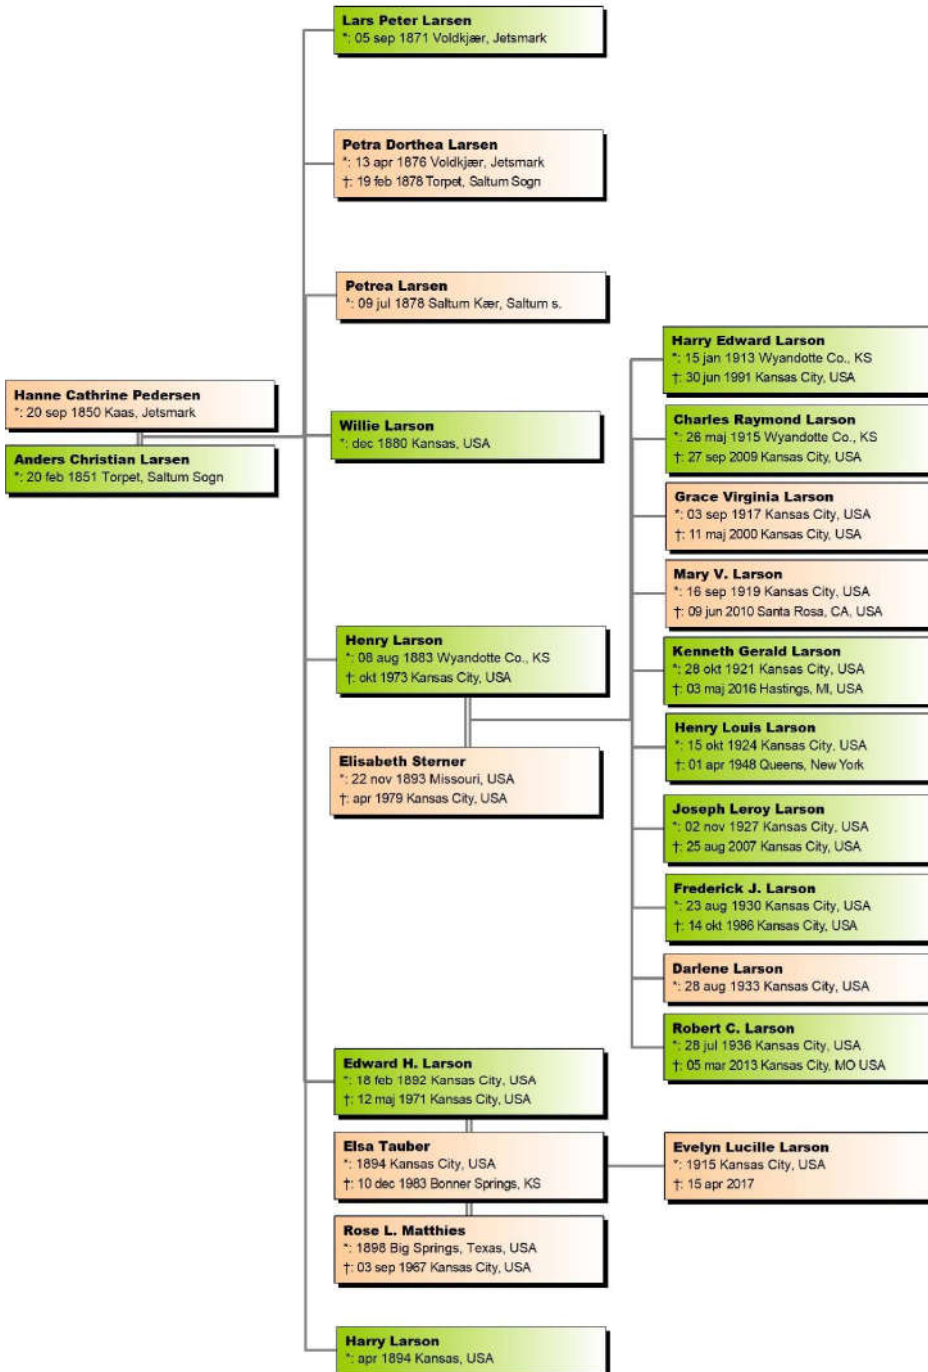 Lars Peter Larsen
*: 05 sep 1871 Voldkjær, Jetsmark
Petra Dorthea Larsen
*: 13 apr 1876 Voldkjær, Jetsmark
†: 19 feb 1878 Torpet, Saltum Sogn
Petrea Larsen
*: 09 jul 1878 Saltum Kær, Saltum s.
Hanne Cathrine Pedersen
*: 20 sep 1850 Kaas, Jetsmark
Anders Christian Larsen
*: 20 feb 1851 Torpet, Saltum Sogn
Willie Larson
*: dec 1880 Kansas, USA
Henry Larson
*: 08 aug 1883 Wyandotte Co., KS
†: okt 1973 Kansas City, USA
Elisabeth Sterner
*: 22 nov 1893 Missouri, USA
†: apr 1979 Kansas City, USA
Harry Edward Larson
*: 15 jan 1913 Wyandotte Co., KS
†: 30 jun 1991 Kansas City, USA
Charles Raymond Larson
*: 26 maj 1915 Wyandotte Co., KS
†: 27 sep 2009 Kansas City, USA
Grace Virginia Larson
*: 03 sep 1917 Kansas City, USA
†: 11 maj 2000 Kansas City, USA
Mary V. Larson
*: 16 sep 1919 Kansas City, USA
†: 09 jun 2010 Santa Rosa, CA, USA
Kenneth Gerald Larson
*: 28 okt 1921 Kansas City, USA
†: 03 maj 2016 Hastings, MI, USA
Henry Louis Larson
*: 15 okt 1924 Kansas City, USA
†: 01 apr 1948 Queens, New York
Joseph Leroy Larson
*: 02 nov 1927 Kansas City, USA
†: 25 aug 2007 Kansas City, USA
Frederick J. Larson
*: 23 aug 1930 Kansas City, USA
†: 14 okt 1986 Kansas City, USA
Darlene Larson
*: 28 aug 1933 Kansas City, USA
Robert C. Larson
*: 28 jul 1936 Kansas City, USA
†: 05 mar 2013 Kansas City, MO USA
Edward H. Larson
*: 18 feb 1892 Kansas City, USA
†: 12 maj 1971 Kansas City, USA
Elsa Tauber
*: 1894 Kansas City, USA
†: 10 dec 1983 Bonner Springs, KS
Evelyn Lucille Larson
*: 1915 Kansas City, USA
†: 15 apr 2017
Rose L. Matthies
*: 1898 Big Springs, Texas, USA
†: 03 sep 1967 Kansas City, USA
Harry Larson
*: apr 1894 Kansas, USA